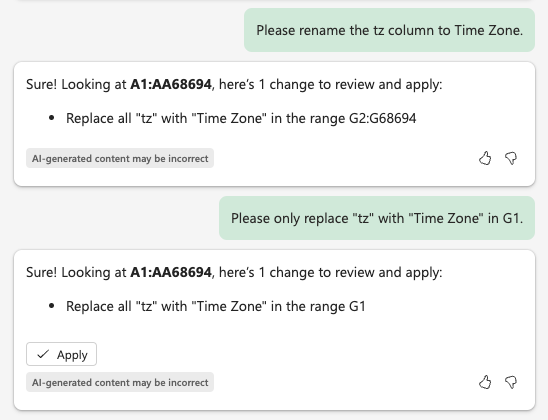 Please rename the tz column to Time Zone.
Sure! Looking at A1:AA68694, here's 1 change to review and apply:
• Replace all "tz" with "Time Zone" in the range G2:G68694
AI-generated content may be incorrect
Please only replace "tz" with "Time Zone" in G1.
Sure! Looking at A1:AA68694, here's 1 change to review and apply:
• Replace all "tz" with "Time Zone" in the range G1
Apply
AI-generated content may be incorrect